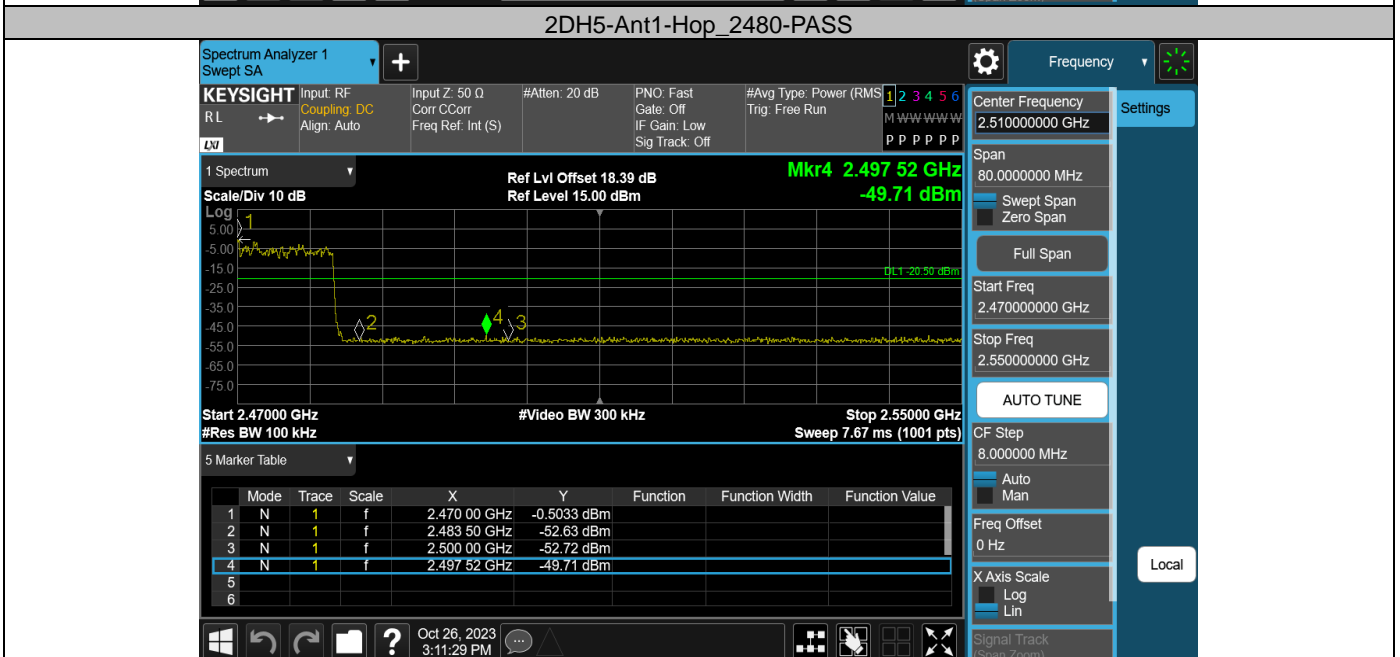 2DH5-Ant1-Hop_2480-PASS
Spectrum Analyzer 1
Swept SA
Frequency
KEYSIGHT
RL
LXI
Input: RF
Coupling: DC
Align: Auto
Input Z: 50 Ω
Corr CCorr
Freq Ref: Int (S)
#Atten: 20 dB
PNO: Fast
Gate: Off
IF Gain: Low
Sig Track: Off
#Avg Type: Power (RMS
Trig: Free Run
1 2 3 4 5 6
M W W W W W
P P P P P P
1 Spectrum
Scale/Div 10 dB
Ref Lvl Offset 18.39 dB
Ref Level 15.00 dBm
Mkr4 2.497 52 GHz
-49.71 dBm
Log
5.00
-5.00
-15.0
-25.0
-35.0
-45.0
-55.0
-65.0
-75.0
1
2
4
3
DL1 -20.50 dBm
Start 2.47000 GHz
#Video BW 300 kHz
Stop 2.55000 GHz
#Res BW 100 kHz
Sweep 7.67 ms (1001 pts)
5 Marker Table
Mode Trace Scale X Y Function Function Width Function Value
1 N 1 f 2.470 00 GHz -0.5033 dBm
2 N 1 f 2.483 50 GHz -52.63 dBm
3 N 1 f 2.500 00 GHz -52.72 dBm
4 N 1 f 2.497 52 GHz -49.71 dBm
5
6
?
Oct 26, 2023
3:11:29 PM
Center Frequency
2.510000000 GHz
Settings
Span
80.0000000 MHz
Swept Span
Zero Span
Full Span
Start Freq
2.470000000 GHz
Stop Freq
2.550000000 GHz
AUTO TUNE
CF Step
8.000000 MHz
Auto
Man
Freq Offset
0 Hz
X Axis Scale
Log
Lin
Local
Signal Track
(Span Zoom)